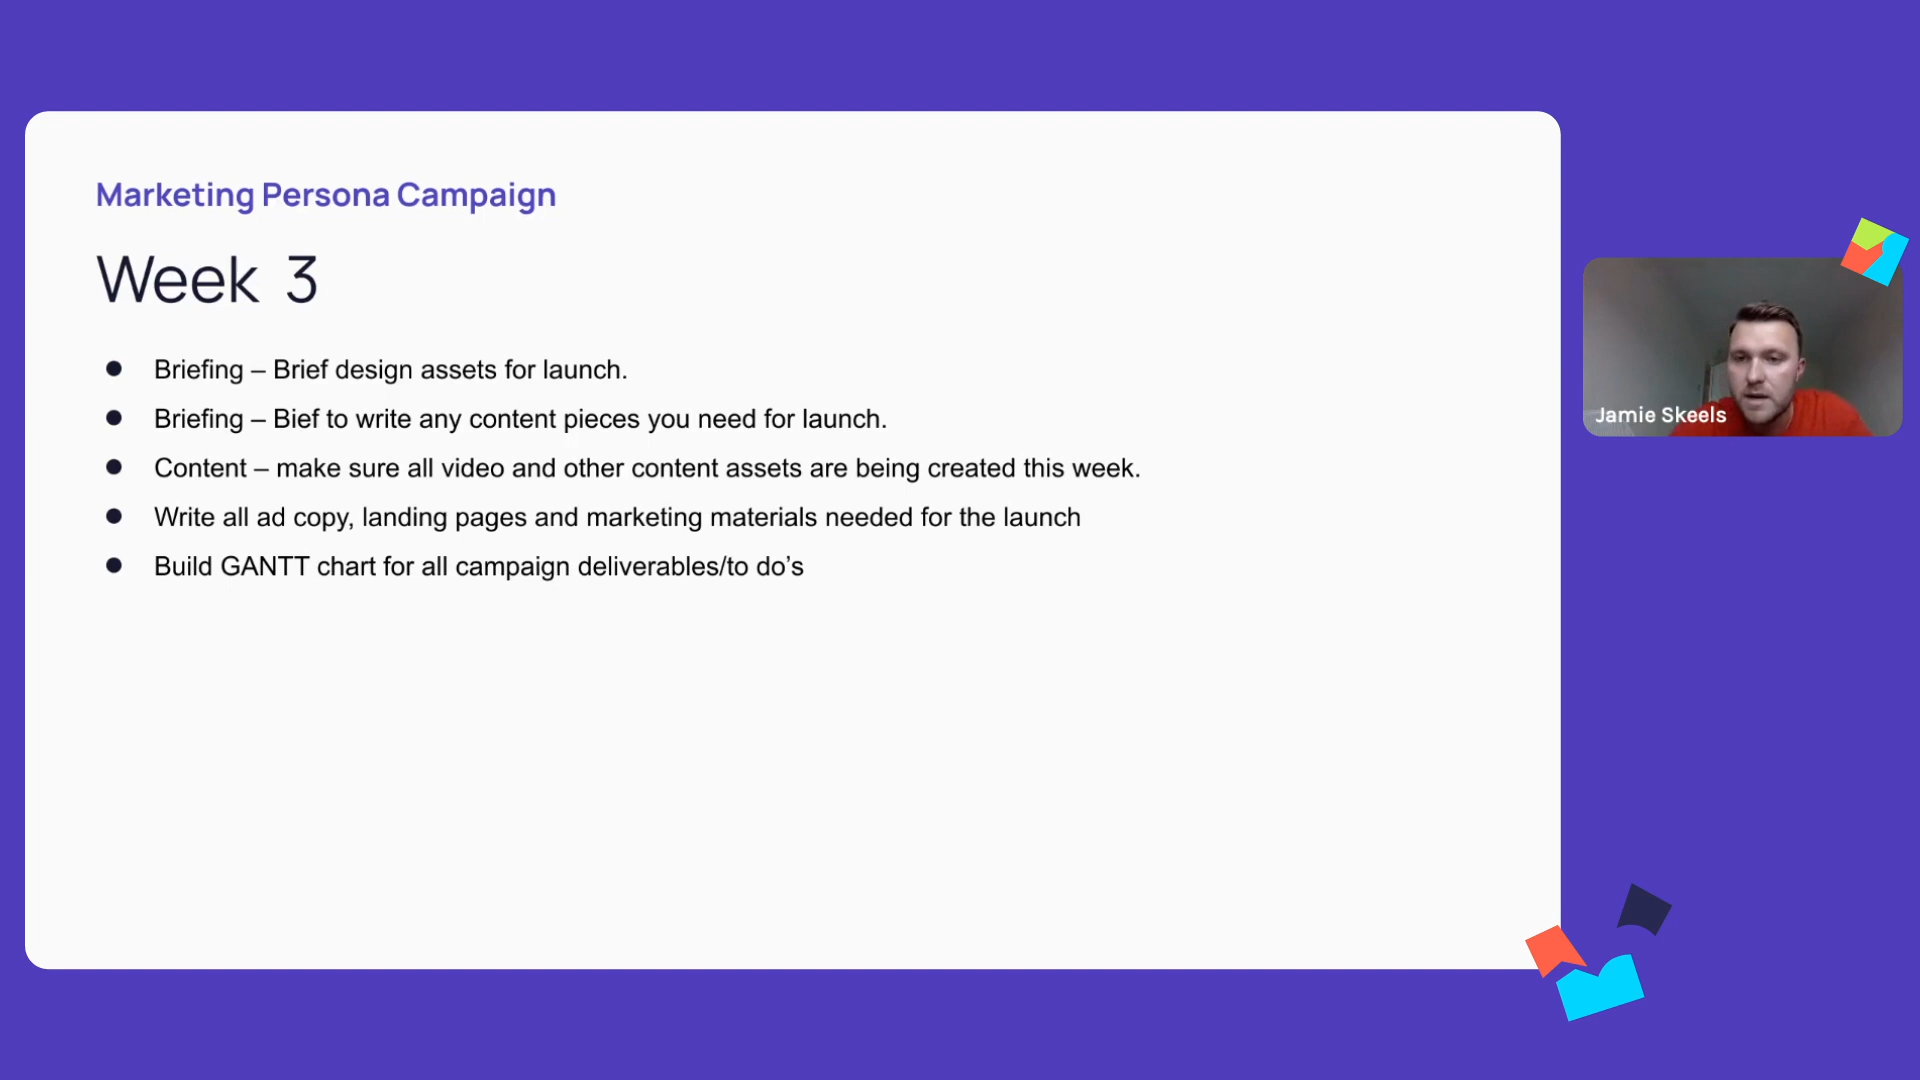 Marketing Persona Campaign
Week 3
● Briefing – Brief design assets for launch.
● Briefing – Bief to write any content pieces you need for launch.
● Content – make sure all video and other content assets are being created this week.
● Write all ad copy, landing pages and marketing materials needed for the launch
● Build GANTT chart for all campaign deliverables/to do’s
Jamie Skeels